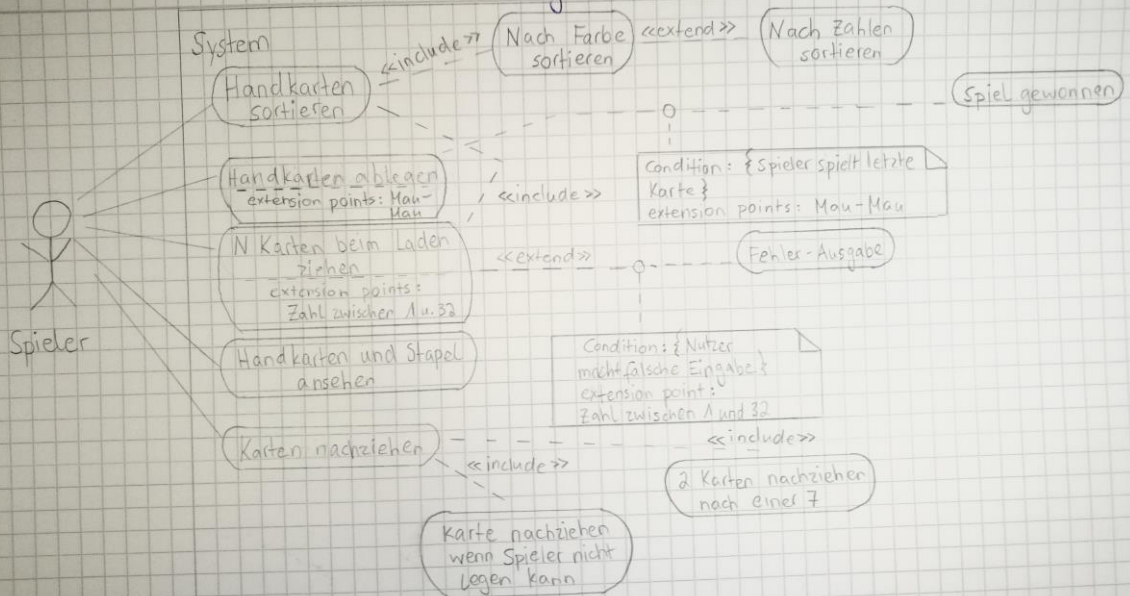 System
«include»
Nach Farbe
sortieren
«extend»
Nach Zahlen
sortieren
Handkarten
sortieren
Spiel gewonnen
Handkarten ablegen
extension points: Mau-
Mau
«include»
Condition: {Spieler spielt letzte
Karte}
extension points: Mau-Mau
N Karten beim Laden
ziehen
extension points:
Zahl zwischen 1 u. 32
«extend»
Fehler-Ausgabe
Spieler
Handkarten und Stapel
ansehen
Condition: {Nutzer
macht falsche Eingabe}
extension point:
Zahl zwischen 1 und 32
Karten nachziehen
«include»
«include»
2 Karten nachziehen
nach einer 7
Karte nachziehen
wenn Spieler nicht
legen kann